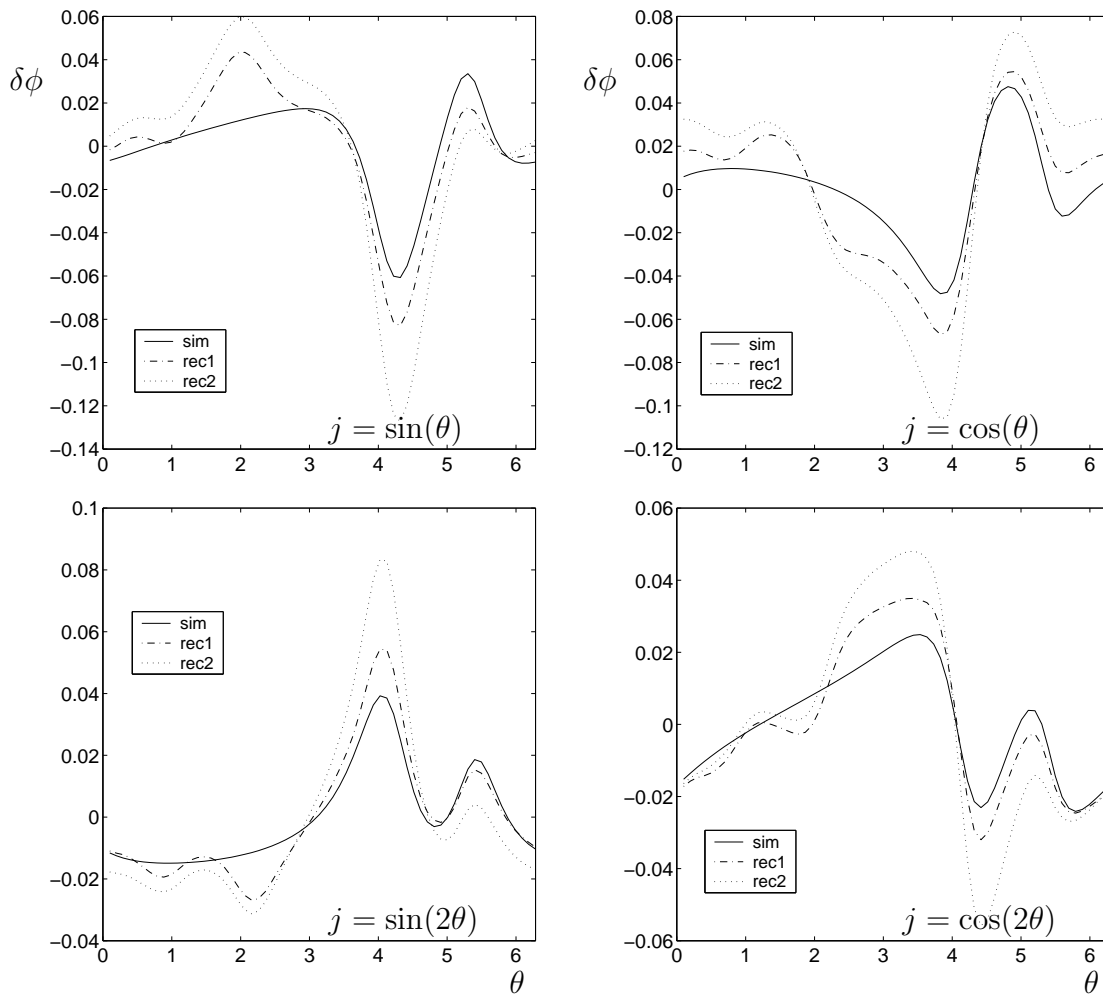 0.06
0.04
0.02
0
−0.02
−0.04
−0.06
−0.08
−0.1
−0.12
−0.14
δϕ
sim
rec1
rec2
j = sin(θ)
0 1 2 3 4 5 6
0.08
0.06
0.04
0.02
0
−0.02
−0.04
−0.06
−0.08
−0.1
−0.12
δϕ
sim
rec1
rec2
j = cos(θ)
0 1 2 3 4 5 6
0.1
0.08
0.06
0.04
0.02
0
−0.02
−0.04
sim
rec1
rec2
j = sin(2θ)
0 1 2 3 4 5 6
θ
0.06
0.04
0.02
0
−0.02
−0.04
−0.06
sim
rec1
rec2
j = cos(2θ)
0 1 2 3 4 5 6
θ